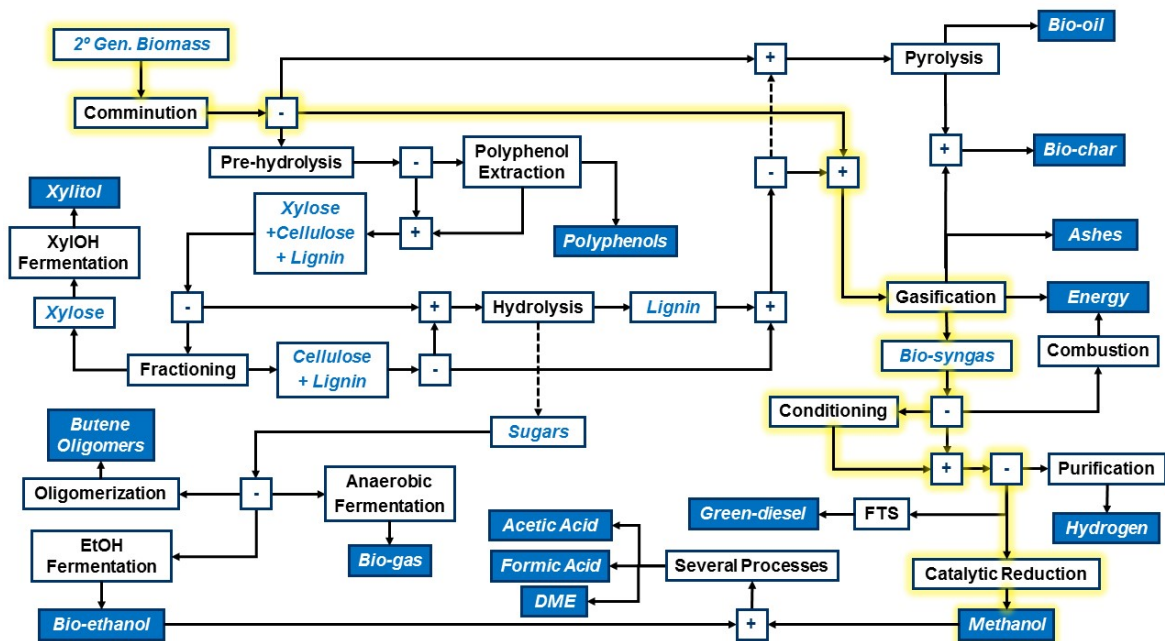 2º Gen. Biomass
Bio-oil
+
Pyrolysis
Comminution
-
Pre-hydrolysis
-
Polyphenol
Extraction
-
+
+
Bio-char
Xylitol
Xylose
+Cellulose
+ Lignin
+
Polyphenols
XylOH
Fermentation
Ashes
Xylose
-
+
Hydrolysis
Lignin
+
Gasification
Energy
Fractioning
Cellulose
+ Lignin
-
Bio-syngas
Combustion
Conditioning
-
Butene
Oligomers
Sugars
+
-
Purification
Oligomerization
-
Anaerobic
Fermentation
Acetic Acid
Green-diesel
FTS
Hydrogen
EtOH
Fermentation
Bio-gas
Formic Acid
Several Processes
Catalytic Reduction
DME
Bio-ethanol
+
Methanol